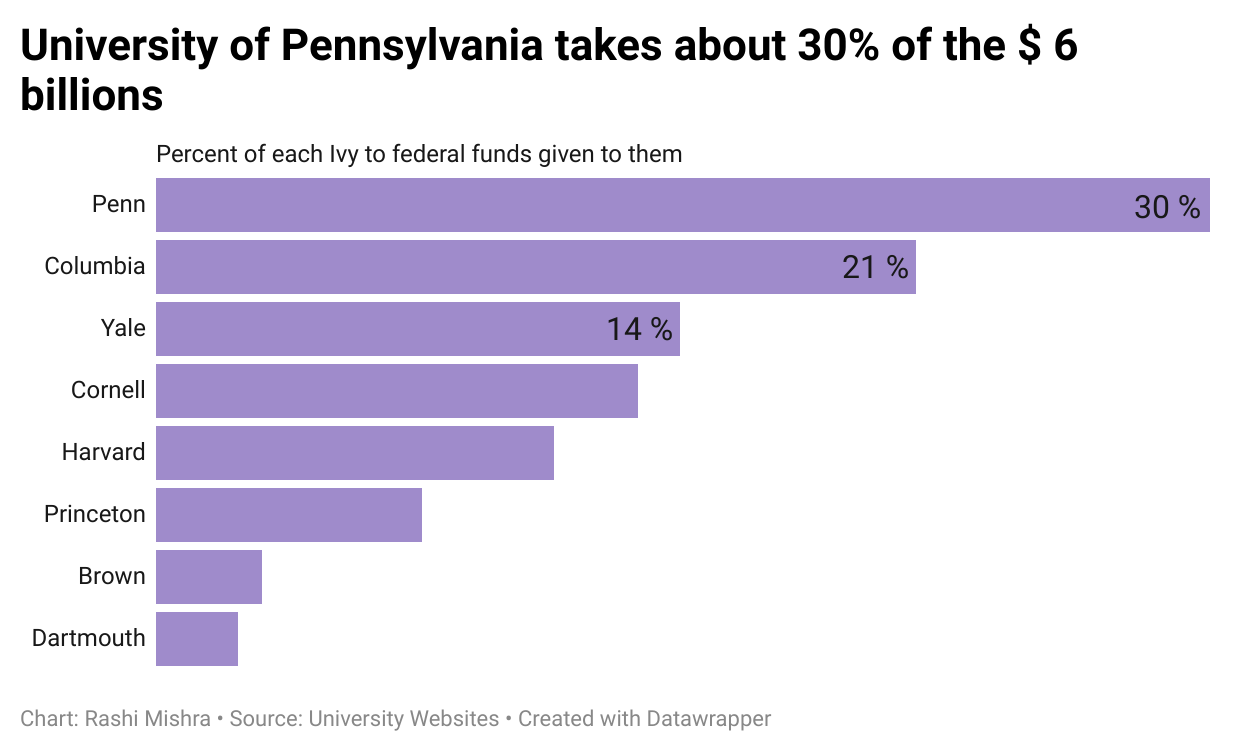 University of Pennsylvania takes about 30% of the $ 6
billions
Percent of each Ivy to federal funds given to them
Penn 30 %
Columbia 21 %
Yale 14 %
Cornell
Harvard
Princeton
Brown
Dartmouth
Chart: Rashi Mishra • Source: University Websites • Created with Datawrapper